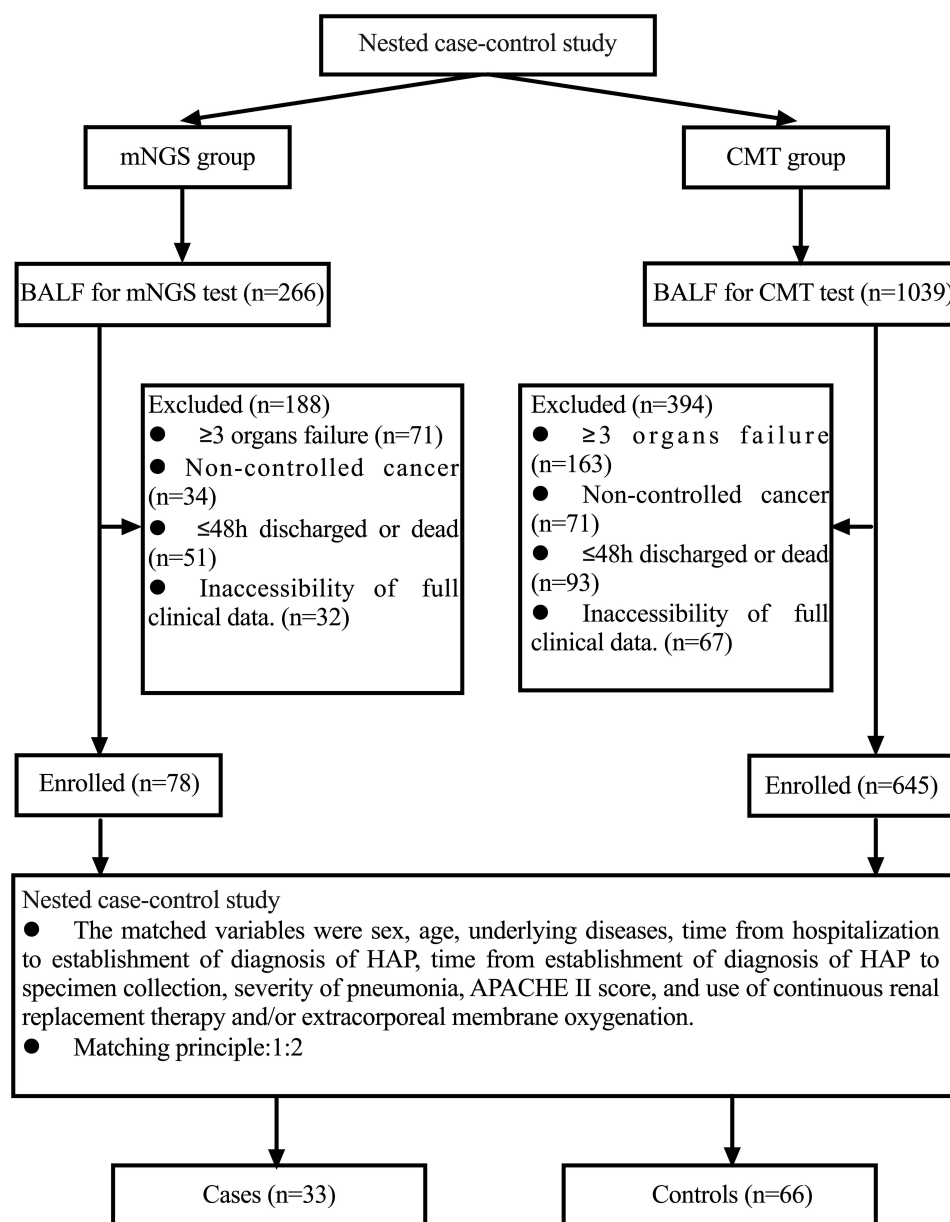 Nested case-control study
mNGS group
CMT group
BALF for mNGS test (n=266)
BALF for CMT test (n=1039)
Excluded (n=188)
● ≥3 organs failure (n=71)
● Non-controlled cancer
(n=34)
● ≤48h discharged or dead
(n=51)
● Inaccessibility of full
clinical data. (n=32)
Excluded (n=394)
● ≥3 organs failure
(n=163)
● Non-controlled cancer
(n=71)
● ≤48h discharged or dead
(n=93)
● Inaccessibility of full
clinical data. (n=67)
Enrolled (n=78)
Enrolled (n=645)
Nested case-control study
● The matched variables were sex, age, underlying diseases, time from hospitalization
to establishment of diagnosis of HAP, time from establishment of diagnosis of HAP to
specimen collection, severity of pneumonia, APACHE II score, and use of continuous renal
replacement therapy and/or extracorporeal membrane oxygenation.
● Matching principle:1:2
Cases (n=33)
Controls (n=66)